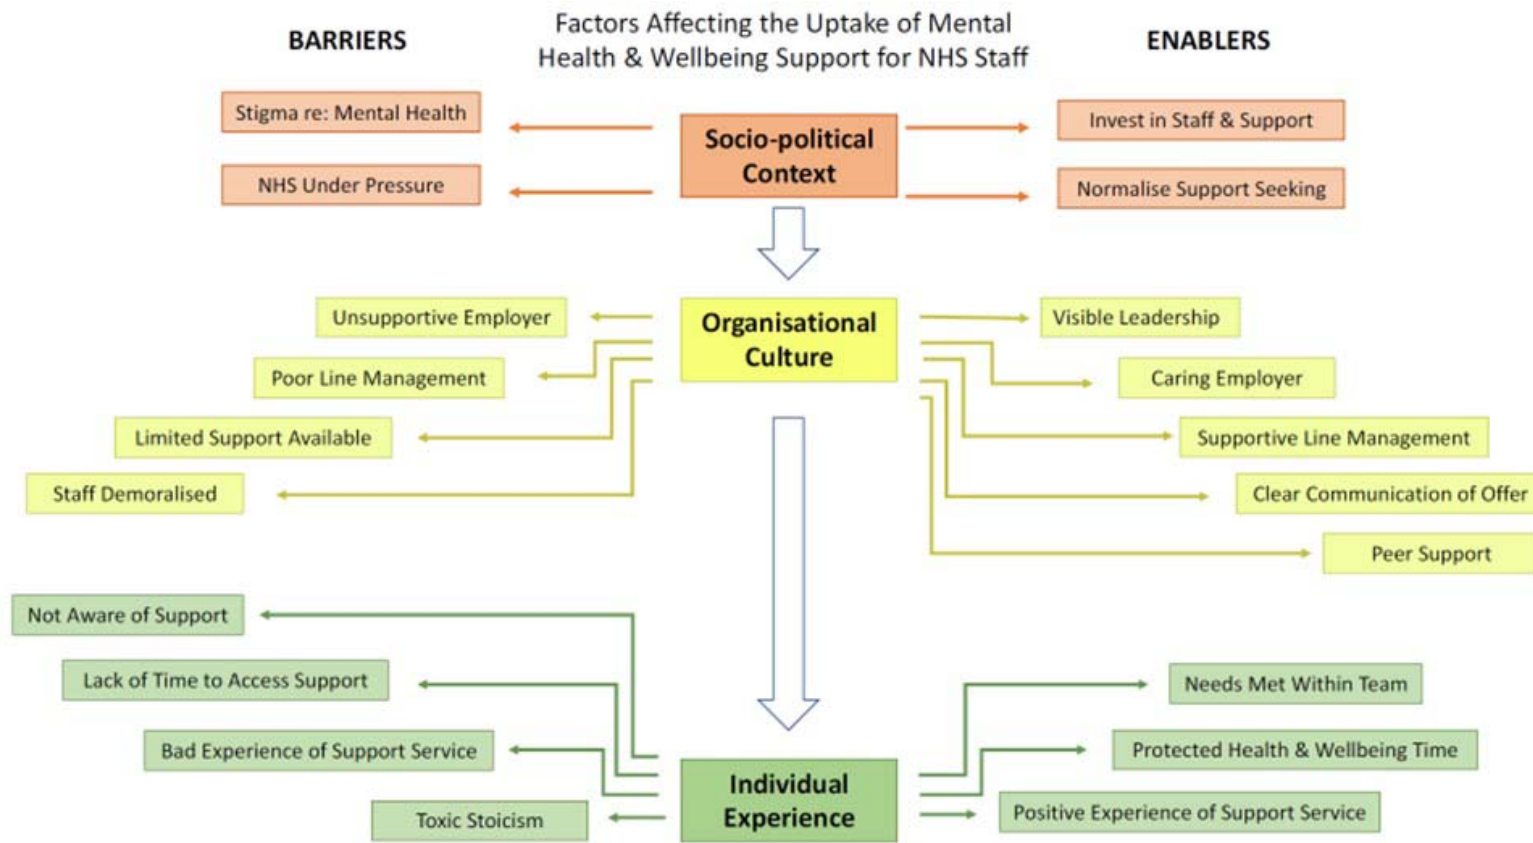 BARRIERS
Factors Affecting the Uptake of Mental
Health & Wellbeing Support for NHS Staff
ENABLERS
Stigma re: Mental Health
NHS Under Pressure
Socio-political
Context
Invest in Staff & Support
Normalise Support Seeking
Unsupportive Employer
Poor Line Management
Limited Support Available
Staff Demoralised
Organisational
Culture
Visible Leadership
Caring Employer
Supportive Line Management
Clear Communication of Offer
Peer Support
Not Aware of Support
Lack of Time to Access Support
Bad Experience of Support Service
Toxic Stoicism
Individual
Experience
Needs Met Within Team
Protected Health & Wellbeing Time
Positive Experience of Support Service